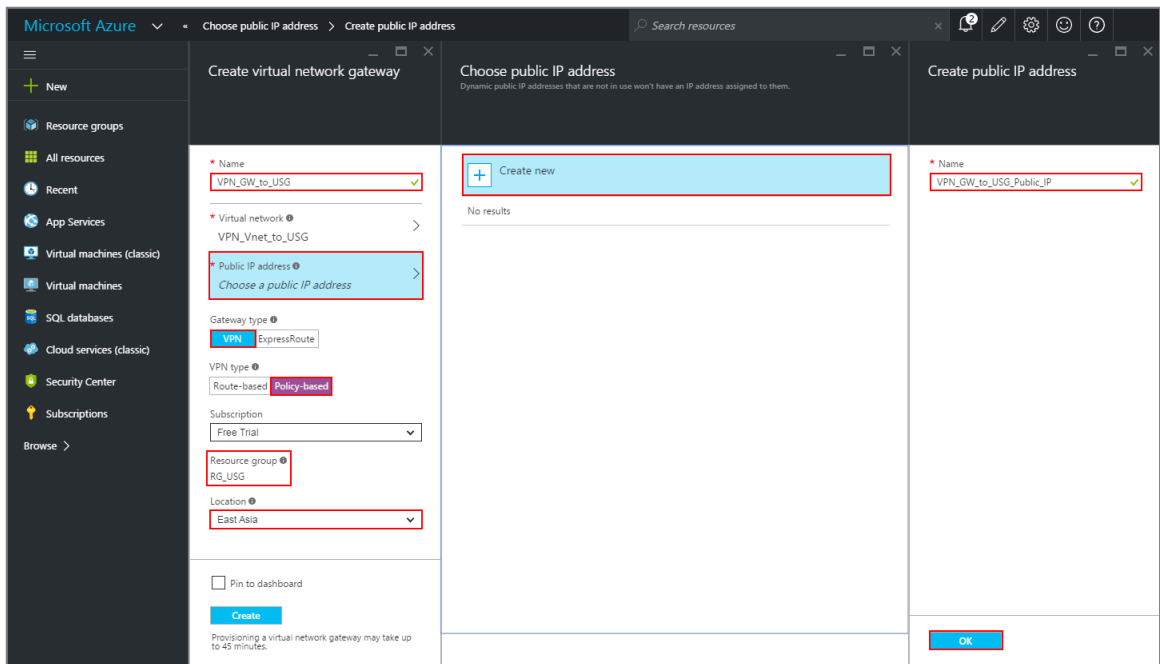 Microsoft Azure
« Choose public IP address > Create public IP address
Search resources
2
New
Resource groups
All resources
Recent
App Services
Virtual machines (classic)
Virtual machines
SQL databases
Cloud services (classic)
Security Center
Subscriptions
Browse >
Create virtual network gateway
* Name
VPN_GW_to_USG
* Virtual network
VPN_Vnet_to_USG
* Public IP address
Choose a public IP address
Gateway type
VPN ExpressRoute
VPN type
Route-based Policy-based
Subscription
Free Trial
Resource group
RG_USG
Location
East Asia
Pin to dashboard
Create
Provisioning a virtual network gateway may take up
to 45 minutes.
Choose public IP address
Dynamic public IP addresses that are not in use won't have an IP address assigned to them.
Create new
No results
Create public IP address
* Name
VPN_GW_to_USG_Public_IP
OK